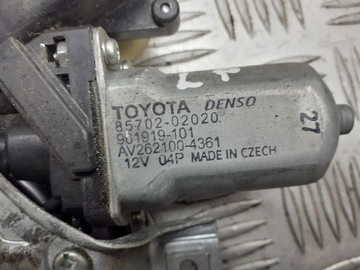 TOYOTA DENSO
85702-02020
901919-101
AV262100-4361
12V 04P MADE IN CZECH
27